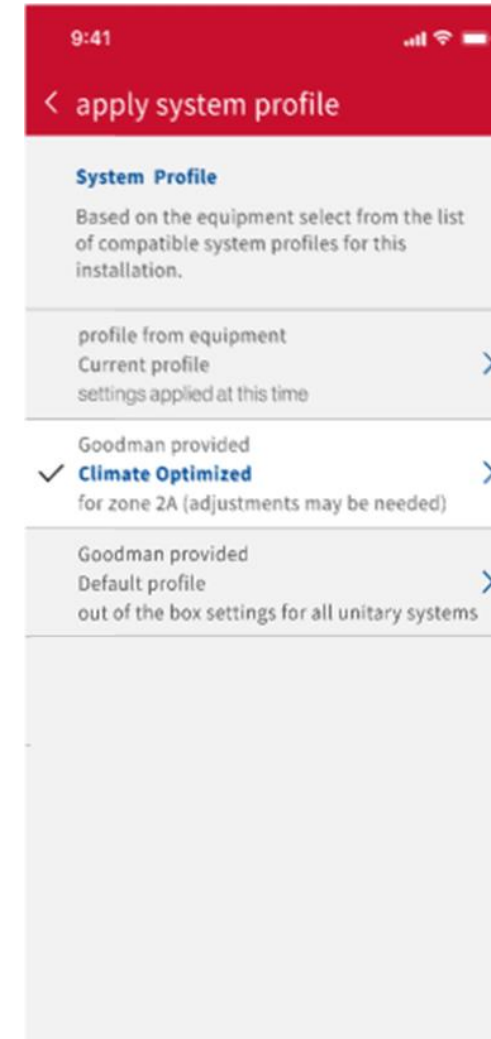 9:41
apply system profile
System Profile
Based on the equipment select from the list
of compatible system profiles for this
installation.
profile from equipment
Current profile
settings applied at this time
Goodman provided
Climate Optimized
for zone 2A (adjustments may be needed)
Goodman provided
Default profile
out of the box settings for all unitary systems